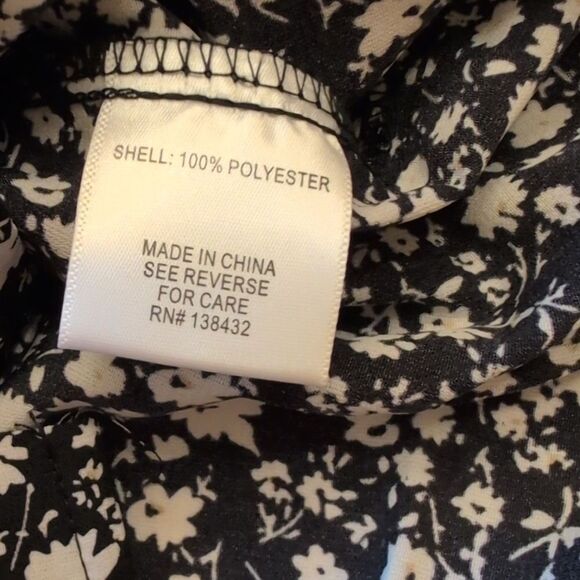 SHELL: 100% POLYESTER
MADE IN CHINA
SEE REVERSE
FOR CARE
RN# 138432